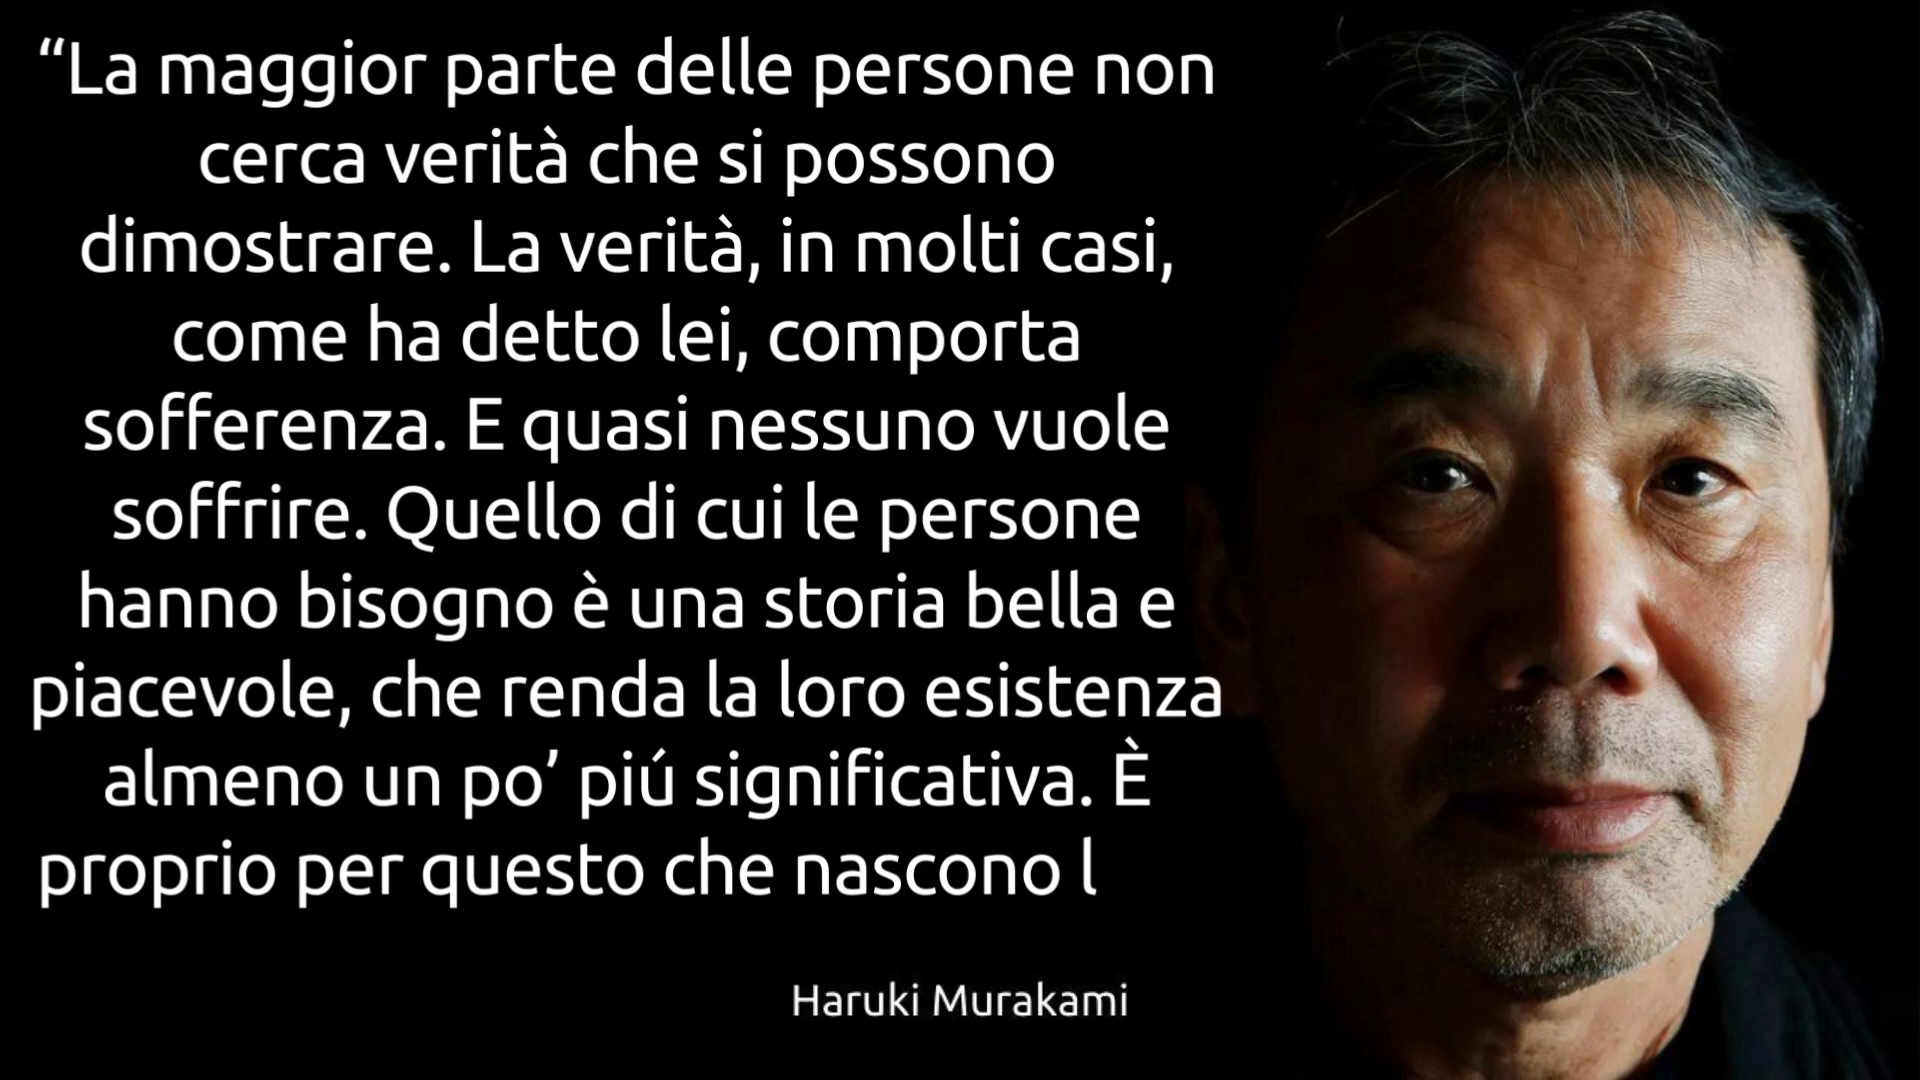 “La maggior parte delle persone non
cerca verità che si possono
dimostrare. La verità, in molti casi,
come ha detto lei, comporta
sofferenza. E quasi nessuno vuole
soffrire. Quello di cui le persone
hanno bisogno è una storia bella e
piacevole, che renda la loro esistenza
almeno un po’ piú significativa. È
proprio per questo che nascono l
Haruki Murakami